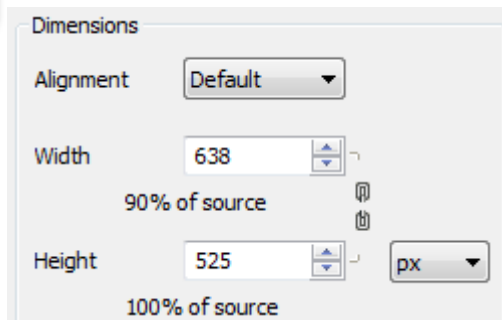 Dimensions
Alignment Default
Width 638
90% of source
Height 525 px
100% of source